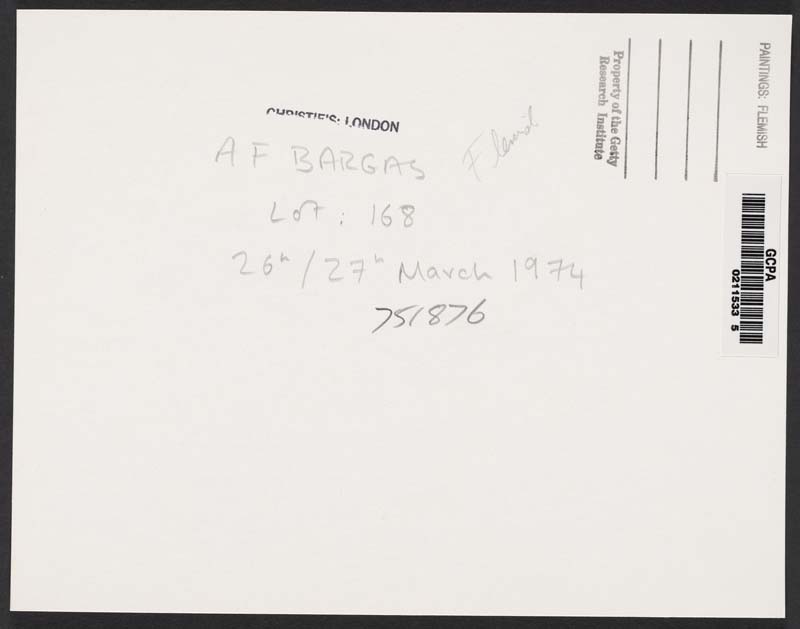 CHRISTIE'S: LONDON
A F BARGAS
Flemish
Lot: 168
26th/27th March 1974
751876
Property of the Getty
Research Institute
PAINTINGS: FLEMISH
GCPA
0211533 5